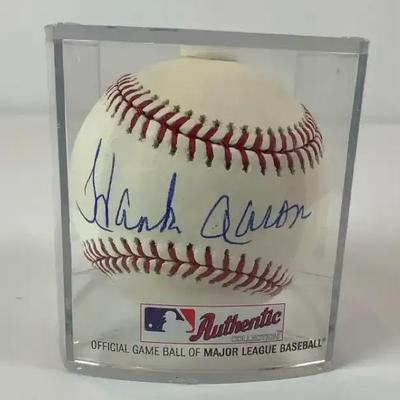 Hank Aaron
Authentic
COLLECTION
OFFICIAL GAME BALL OF MAJOR LEAGUE BASEBALL®